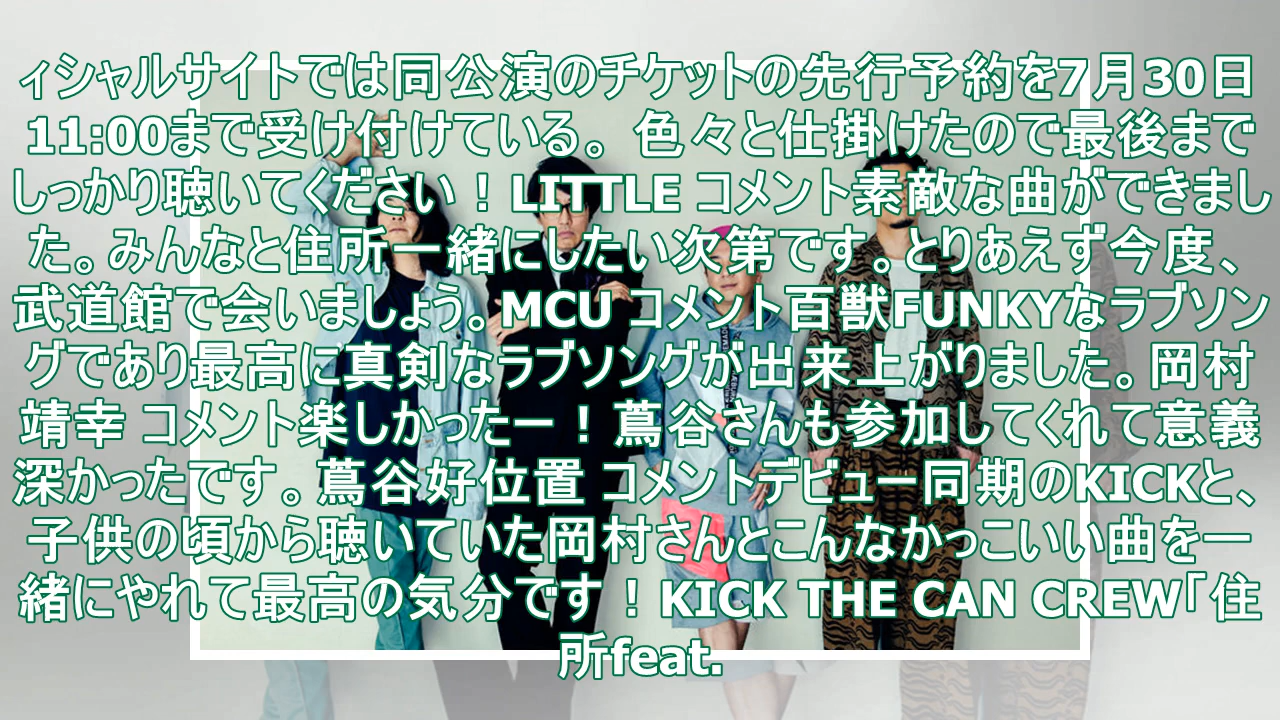 ィシャルサイトでは同公演のチケットの先行予約を7月30日
11:00まで受け付けている。色々と仕掛けたので最後まで
しっかり聴いてください！LITTLE コメント素敵な曲ができまし
た。みんなと住所一緒にしたい次第です。とりあえず今度、
武道館で会いましょう。MCU コメント百獣FUNKYなラブソン
グであり最高に真剣なラブソングが出来上がりました。岡村
靖幸 コメント楽しかったー！蔦谷さんも参加してくれて意義
深かったです。蔦谷好位置 コメントデビュー同期のKICKと、
子供の頃から聴いていた岡村さんとこんなかっこいい曲を一
緒にやれて最高の気分です！KICK THE CAN CREW「住
所feat.